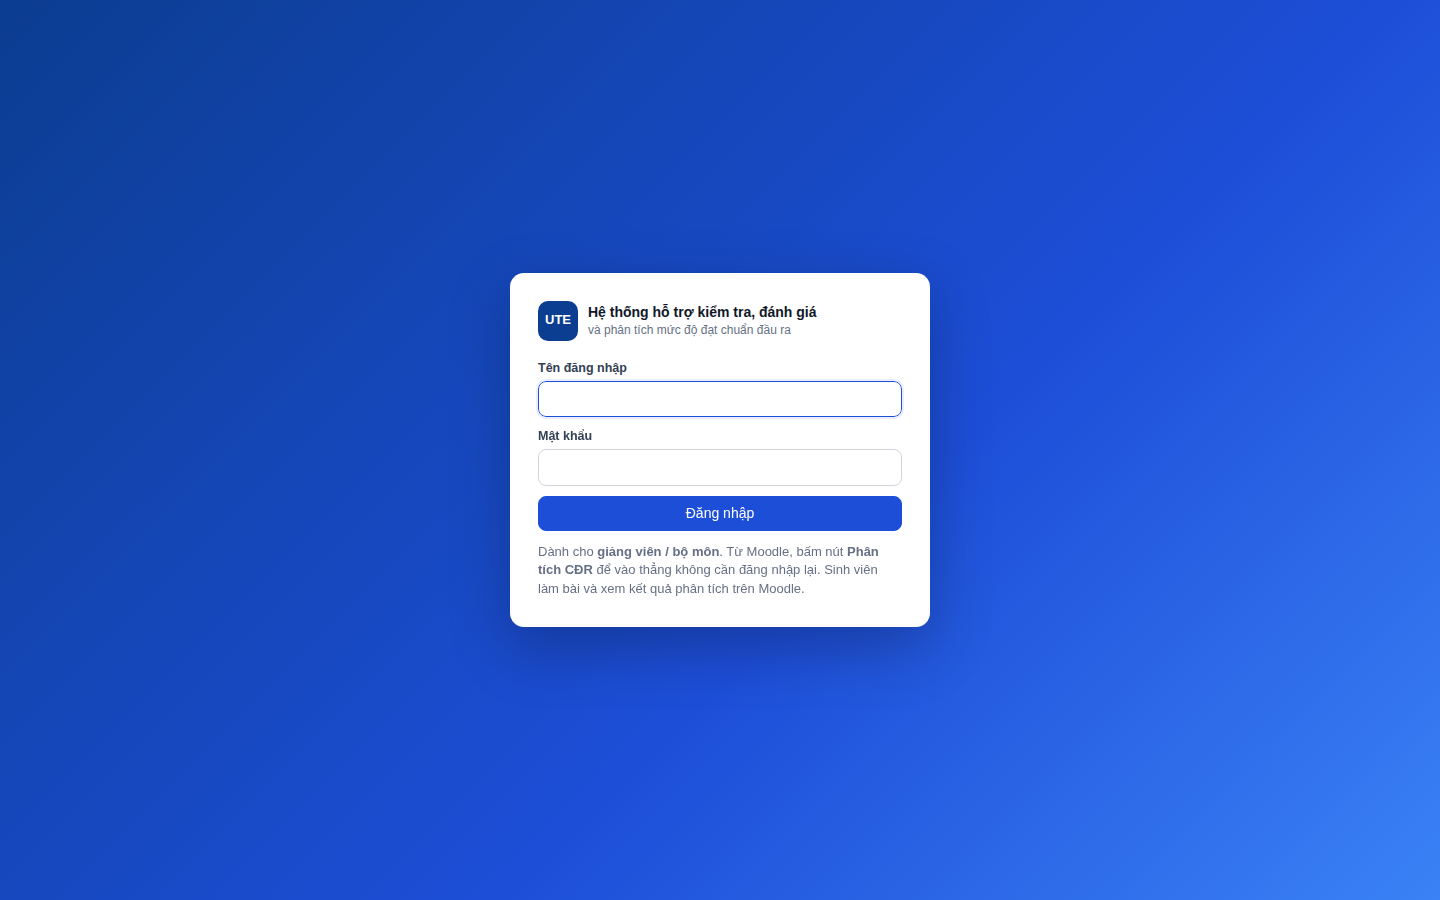 UTE
Hệ thống hỗ trợ kiểm tra, đánh giá
và phân tích mức độ đạt chuẩn đầu ra
Tên đăng nhập
Mật khẩu
Đăng nhập
Dành cho giảng viên / bộ môn. Từ Moodle, bấm nút Phân
tích CĐR để vào thẳng không cần đăng nhập lại. Sinh viên
làm bài và xem kết quả phân tích trên Moodle.